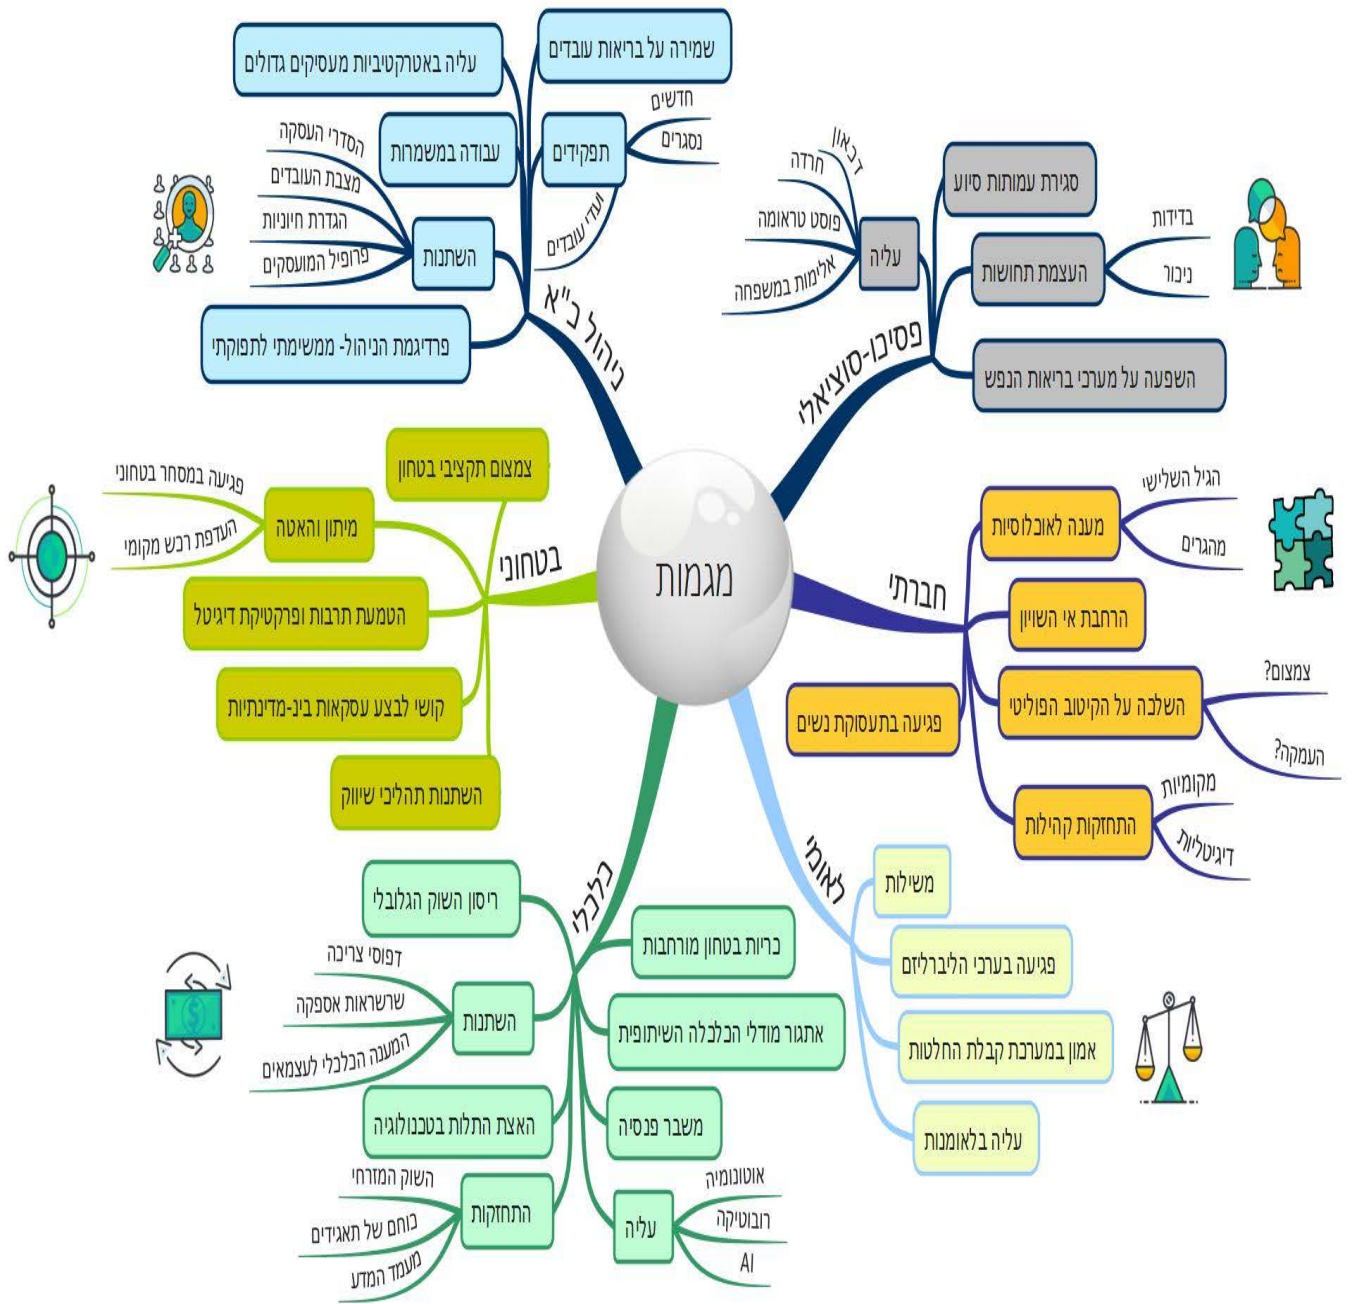 מגמות
פסיכו-סוציאלי
סגירת עמותות סיוע
העצמת תחושות
בדידות
ניכור
השפעה על מערכי בריאות הנפש
עליה
דכאון
חרדה
פוסט טראומה
אלימות במשפחה
חברתי
מענה לאוכלוסיות
הגיל השלישי
מהגרים
הרחבת אי השויון
השלכה על הקיטוב הפוליטי
צמצום?
העמקה?
פגיעה בתעסוקת נשים
התחזקות קהילות
מקומיות
דיגיטליות
לאומי
משילות
פגיעה בערכי הליברליזם
אמון במערכת קבלת החלטות
עליה בלאומנות
כלכלי
כריות בטחון מורחבות
אתגור מודלי הכלכלה השיתופית
משבר פנסיה
עליה
אוטונומיה
רובוטיקה
AI
ריסון השוק הגלובלי
השתנות
דפוסי צריכה
שרשראות אספקה
המענה הכלכלי לעצמאים
האצת התלות בטכנולוגיה
התחזקות
השוק המזרחי
כוחם של תאגידים
מעמד המדע
בטחוני
צמצום תקציבי בטחון
מיתון והאטה
פגיעה במסחר בטחוני
העדפת רכש מקומי
הטמעת תרבות ופרקטיקת דיגיטל
קושי לבצע עסקאות בינ-מדינתיות
השתנות תהליכי שיווק
ניהול כ"א
שמירה על בריאות עובדים
תפקידים
חדשים
נסגרים
ועדי עובדים
עליה באטרקטיביות מעסיקים גדולים
עבודה במשמרות
השתנות
הסדרי העסקה
מצבת העובדים
הגדרת חיוניות
פרופיל המועסקים
פרדיגמת הניהול- ממשימתי לתפוקתי